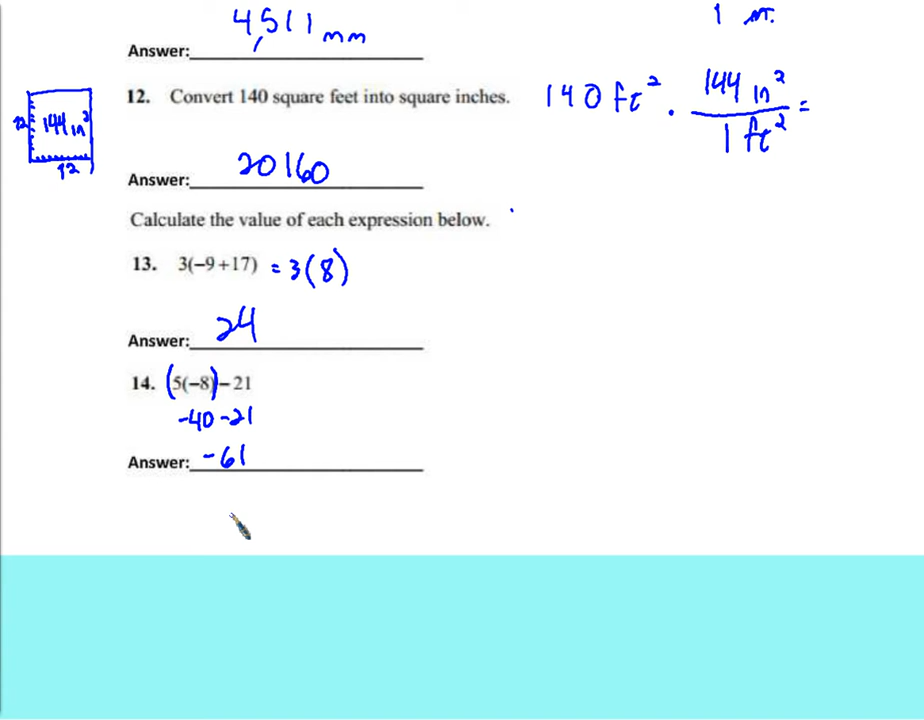 4,511 mm
1 in.
Answer:
12. Convert 140 square feet into square inches.
140 ft² · 144 in² / 1 ft² =
12 144 in²
12
20160
Answer:
Calculate the value of each expression below.
13. 3(−9+17) = 3(8)
24
Answer:
14. (5(−8)) − 21
-40 -21
Answer: -61